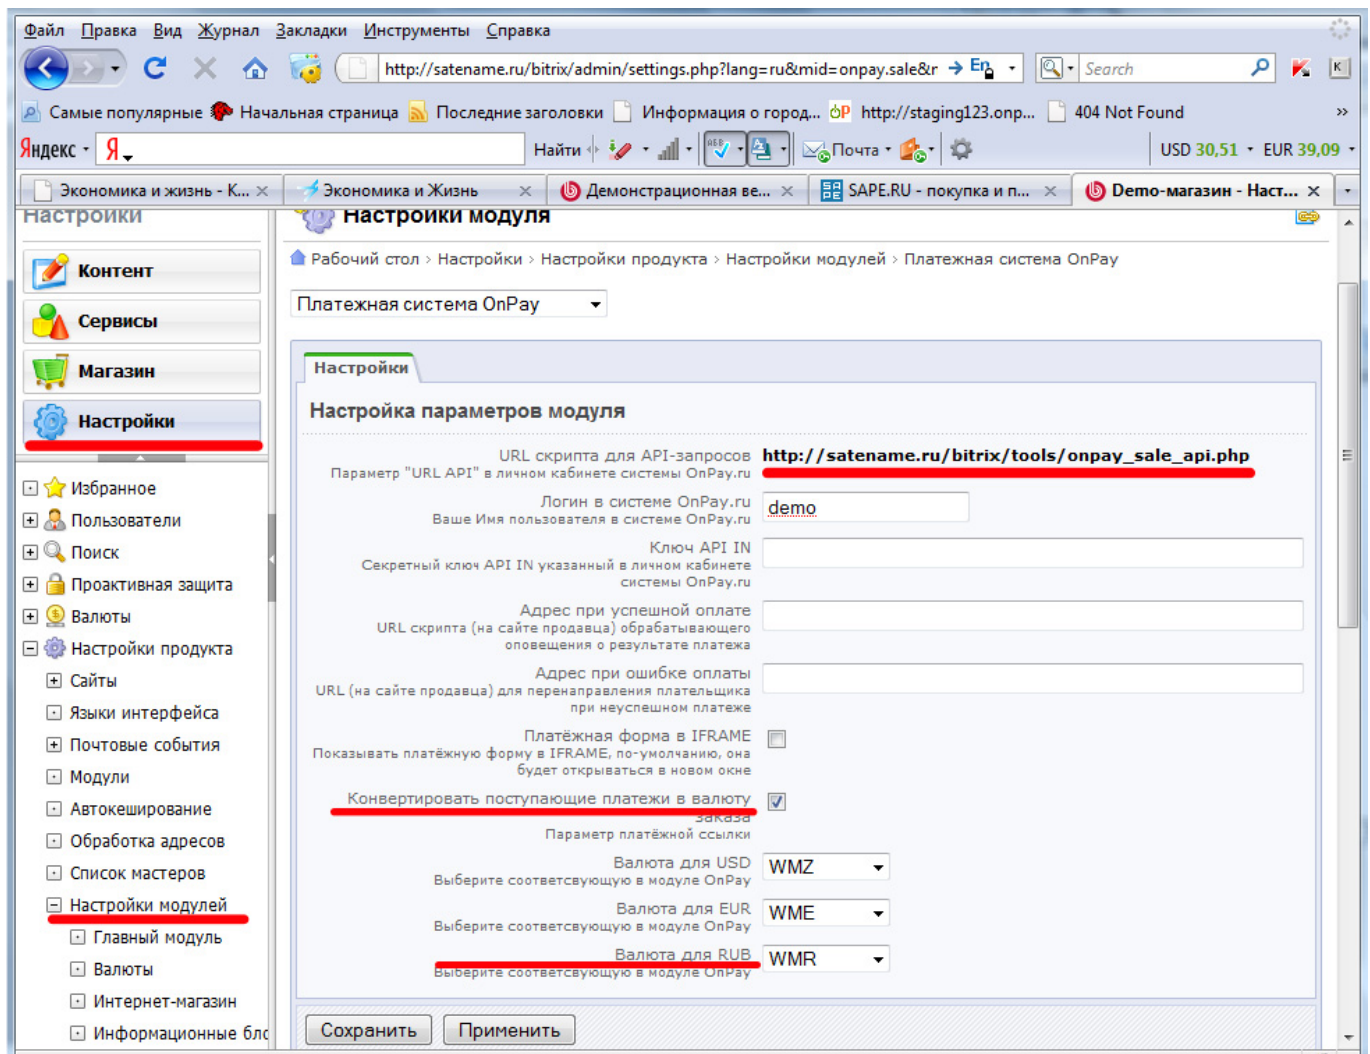 Файл Правка Вид Журнал Закладки Инструменты Справка
http://satename.ru/bitrix/admin/settings.php?lang=ru&mid=onpay.sale&r En Search K
Самые популярные Начальная страница Последние заголовки Информация о город... http://staging123.onp... 404 Not Found »
Яндекс Я Найти Почта USD 30,51 EUR 39,09
Экономика и жизнь - К... Экономика и Жизнь Демонстрационная ве... SAPE.RU - покупка и п... Demo-магазин - Наст...
Настройки
Контент
Сервисы
Магазин
Настройки
Избранное
Пользователи
Поиск
Проактивная защита
Валюты
Настройки продукта
Сайты
Языки интерфейса
Почтовые события
Модули
Автокеширование
Обработка адресов
Список мастеров
Настройки модулей
Главный модуль
Валюты
Интернет-магазин
Информационные бло
Настройки модуля
Рабочий стол › Настройки › Настройки продукта › Настройки модулей › Платежная система OnPay
Платежная система OnPay
Настройки
Настройка параметров модуля
URL скрипта для API-запросов http://satename.ru/bitrix/tools/onpay_sale_api.php
Параметр "URL API" в личном кабинете системы OnPay.ru
Логин в системе OnPay.ru demo
Ваше Имя пользователя в системе OnPay.ru
Ключ API IN
Секретный ключ API IN указанный в личном кабинете
системы OnPay.ru
Адрес при успешной оплате
URL скрипта (на сайте продавца) обрабатывающего
оповещения о результате платежа
Адрес при ошибке оплаты
URL (на сайте продавца) для перенаправления плательщика
при неуспешном платеже
Платёжная форма в IFRAME
Показывать платёжную форму в IFRAME, по-умолчанию, она
будет открываться в новом окне
Конвертировать поступающие платежи в валюту
заказа
Параметр платёжной ссылки
Валюта для USD WMZ
Выберите соответсвующую в модуле OnPay
Валюта для EUR WME
Выберите соответсвующую в модуле OnPay
Валюта для RUB WMR
Выберите соответсвующую в модуле OnPay
Сохранить Применить